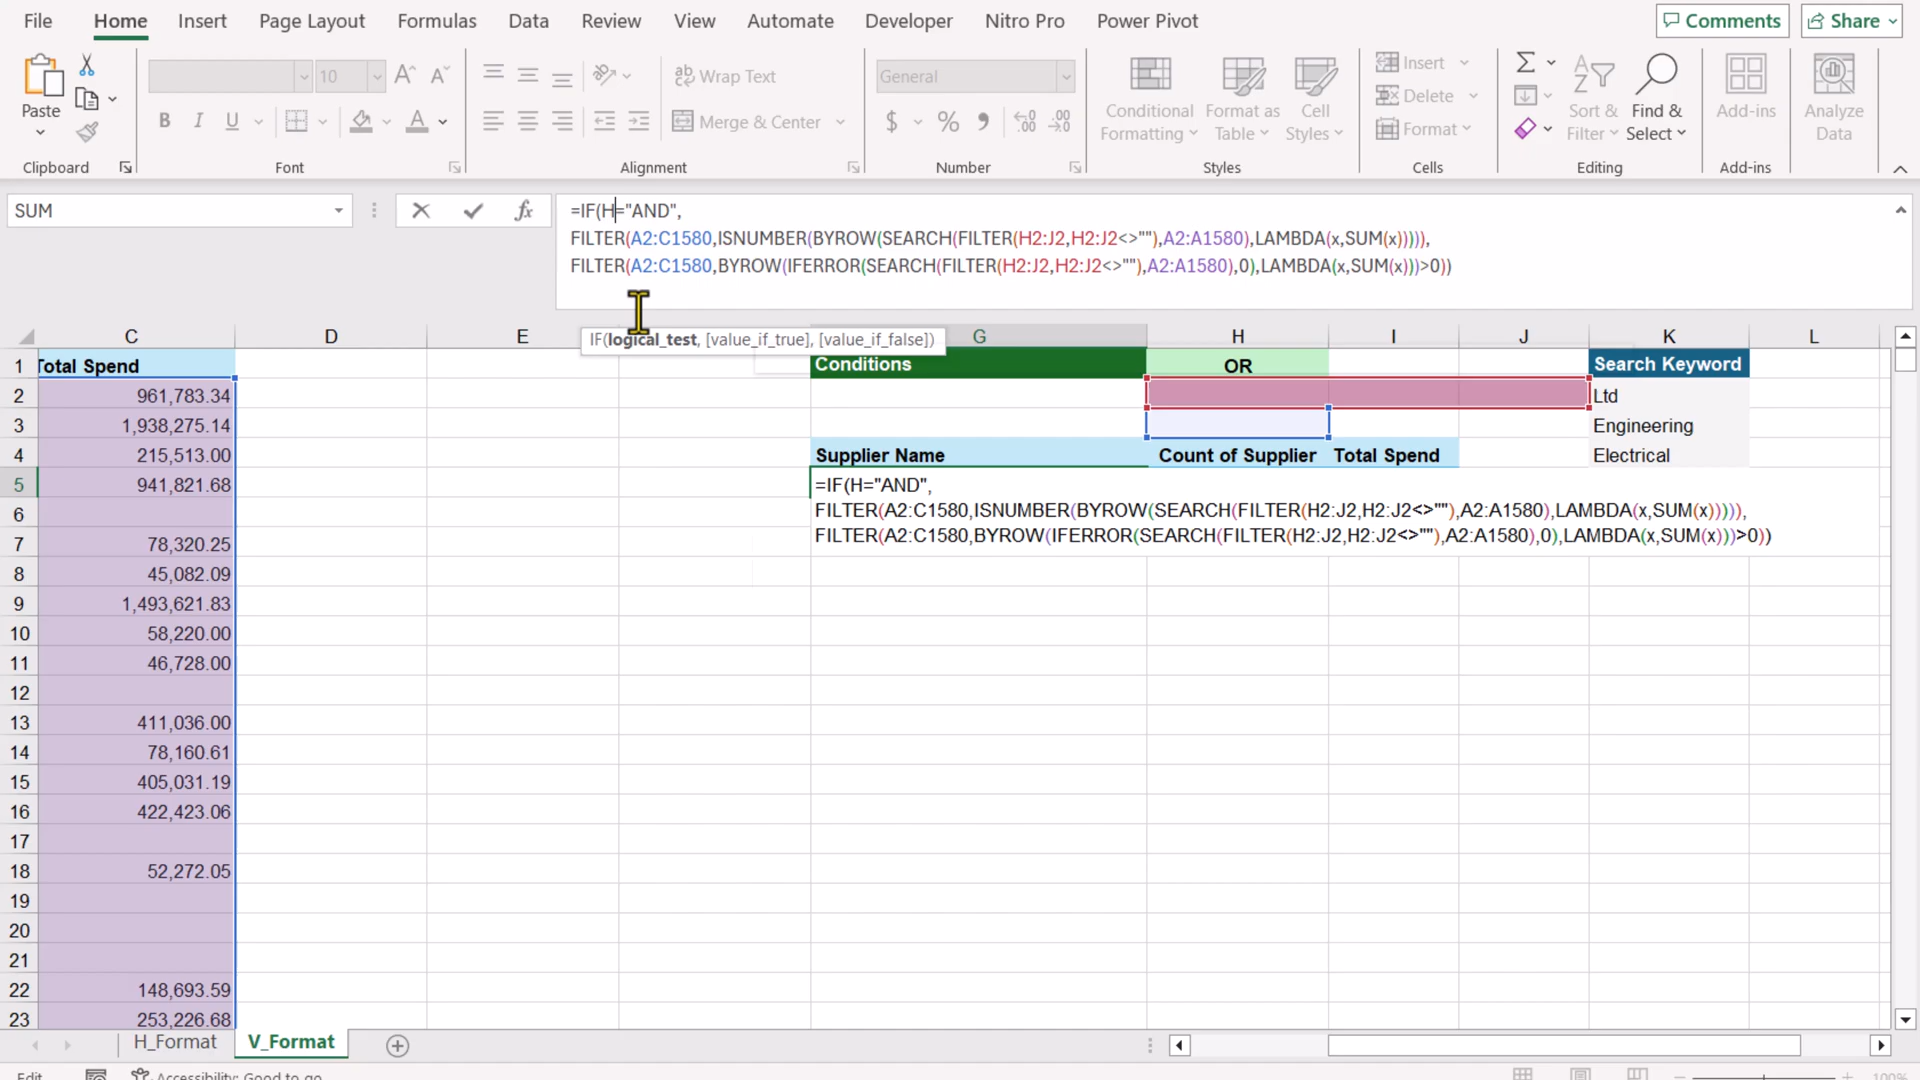 File Home Insert Page Layout Formulas Data Review View Automate Developer Nitro Pro Power Pivot Comments Share
Paste
10
B I U
ab Wrap Text
Merge & Center
General
$ % 9
Conditional Formatting
Format as Table
Cell Styles
Insert
Delete
Format
Sort & Filter
Find & Select
Add-ins
Analyze Data
Clipboard Font Alignment Number Styles Cells Editing Add-ins
SUM
fx
=IF(H="AND",
FILTER(A2:C1580,ISNUMBER(BYROW(SEARCH(FILTER(H2:J2,H2:J2<>""),A2:A1580),LAMBDA(x,SUM(x))))),
FILTER(A2:C1580,BYROW(IFERROR(SEARCH(FILTER(H2:J2,H2:J2<>""),A2:A1580),0),LAMBDA(x,SUM(x)))>0))
IF(logical_test, [value_if_true], [value_if_false])
C D E G H I J K L
1 Total Spend Conditions OR Search Keyword
2 961,783.34 Ltd
3 1,938,275.14 Engineering
4 215,513.00 Supplier Name Count of Supplier Total Spend Electrical
5 941,821.68 =IF(H="AND",
6 FILTER(A2:C1580,ISNUMBER(BYROW(SEARCH(FILTER(H2:J2,H2:J2<>""),A2:A1580),LAMBDA(x,SUM(x))))),
7 78,320.25 FILTER(A2:C1580,BYROW(IFERROR(SEARCH(FILTER(H2:J2,H2:J2<>""),A2:A1580),0),LAMBDA(x,SUM(x)))>0))
8 45,082.09
9 1,493,621.83
10 58,220.00
11 46,728.00
12
13 411,036.00
14 78,160.61
15 405,031.19
16 422,423.06
17
18 52,272.05
19
20
21
22 148,693.59
23 253,226.68
H_Format V_Format
Edit Accessibility: Good to go 100%